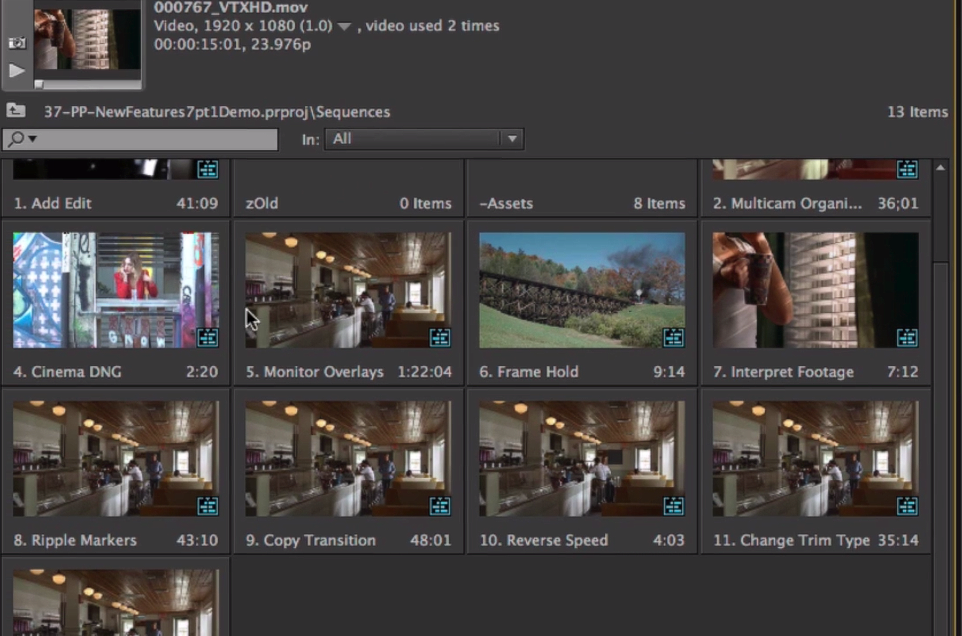 000767_VTXHD.mov
Video, 1920 x 1080 (1.0) , video used 2 times
00:00:15:01, 23.976p
37-PP-NewFeatures7pt1Demo.prproj\Sequences 13 Items
In: All
1. Add Edit 41:09 zOld 0 Items -Assets 8 Items 2. Multicam Organi... 36;01
4. Cinema DNG 2:20 5. Monitor Overlays 1:22:04 6. Frame Hold 9:14 7. Interpret Footage 7:12
8. Ripple Markers 43:10 9. Copy Transition 48:01 10. Reverse Speed 4:03 11. Change Trim Type 35:14